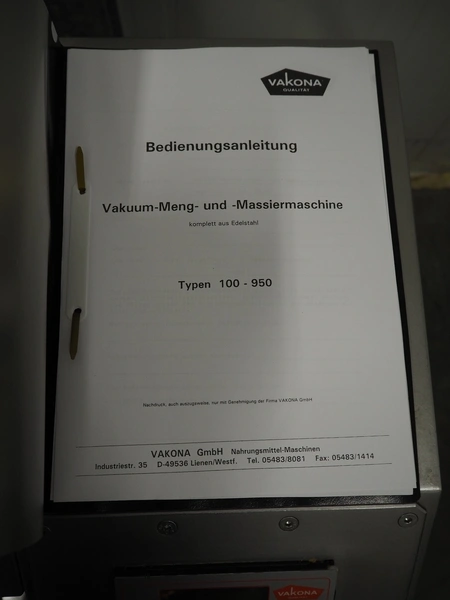 VAKONA
QUALITÄT
Bedienungsanleitung
Vakuum-Meng- und -Massiermaschine
komplett aus Edelstahl
Typen 100 - 950
Nachdruck, auch auszugsweise, nur mit Genehmigung der Firma VAKONA GmbH
VAKONA GmbH Nahrungsmittel-Maschinen
Industriestr. 35 D-49536 Lienen/Westf. Tel. 05483/8081 Fax: 05483/1414
VAKONA